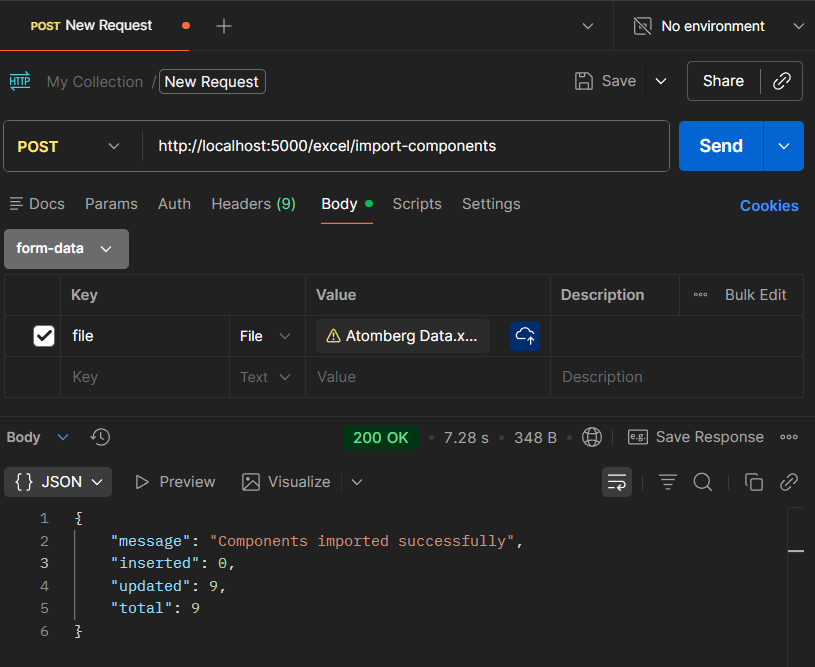 POST New Request
No environment
HTTP My Collection / New Request Save Share
POST http://localhost:5000/excel/import-components Send
Docs Params Auth Headers (9) Body Scripts Settings Cookies
form-data
Key Value Description Bulk Edit
file File Atomberg Data.x...
Key Text Value Description
Body 200 OK • 7.28 s • 348 B • e.g. Save Response
{} JSON Preview Visualize
1 {
2 "message": "Components imported successfully",
3 "inserted": 0,
4 "updated": 9,
5 "total": 9
6 }